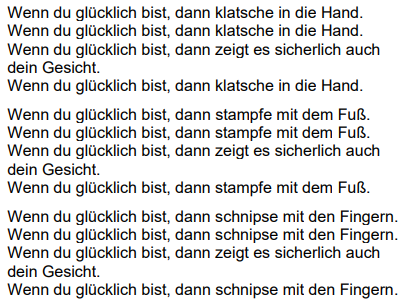 Wenn du glücklich bist, dann klatsche in die Hand.
Wenn du glücklich bist, dann klatsche in die Hand.
Wenn du glücklich bist, dann zeigt es sicherlich auch
dein Gesicht.
Wenn du glücklich bist, dann klatsche in die Hand.
Wenn du glücklich bist, dann stampfe mit dem Fuß.
Wenn du glücklich bist, dann stampfe mit dem Fuß.
Wenn du glücklich bist, dann zeigt es sicherlich auch
dein Gesicht.
Wenn du glücklich bist, dann stampfe mit dem Fuß.
Wenn du glücklich bist, dann schnipse mit den Fingern.
Wenn du glücklich bist, dann schnipse mit den Fingern.
Wenn du glücklich bist, dann zeigt es sicherlich auch
dein Gesicht.
Wenn du glücklich bist, dann schnipse mit den Fingern.